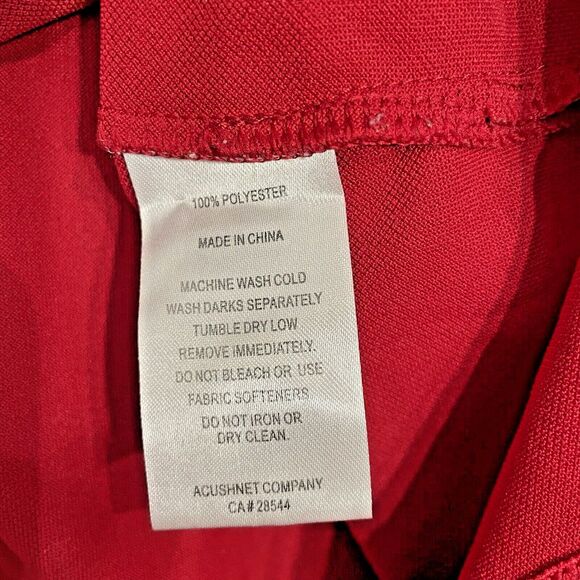 100% POLYESTER
MADE IN CHINA
MACHINE WASH COLD
WASH DARKS SEPARATELY
TUMBLE DRY LOW
REMOVE IMMEDIATELY.
DO NOT BLEACH OR USE
FABRIC SOFTENERS
DO NOT IRON OR
DRY CLEAN.
ACUSHNET COMPANY
CA# 28544